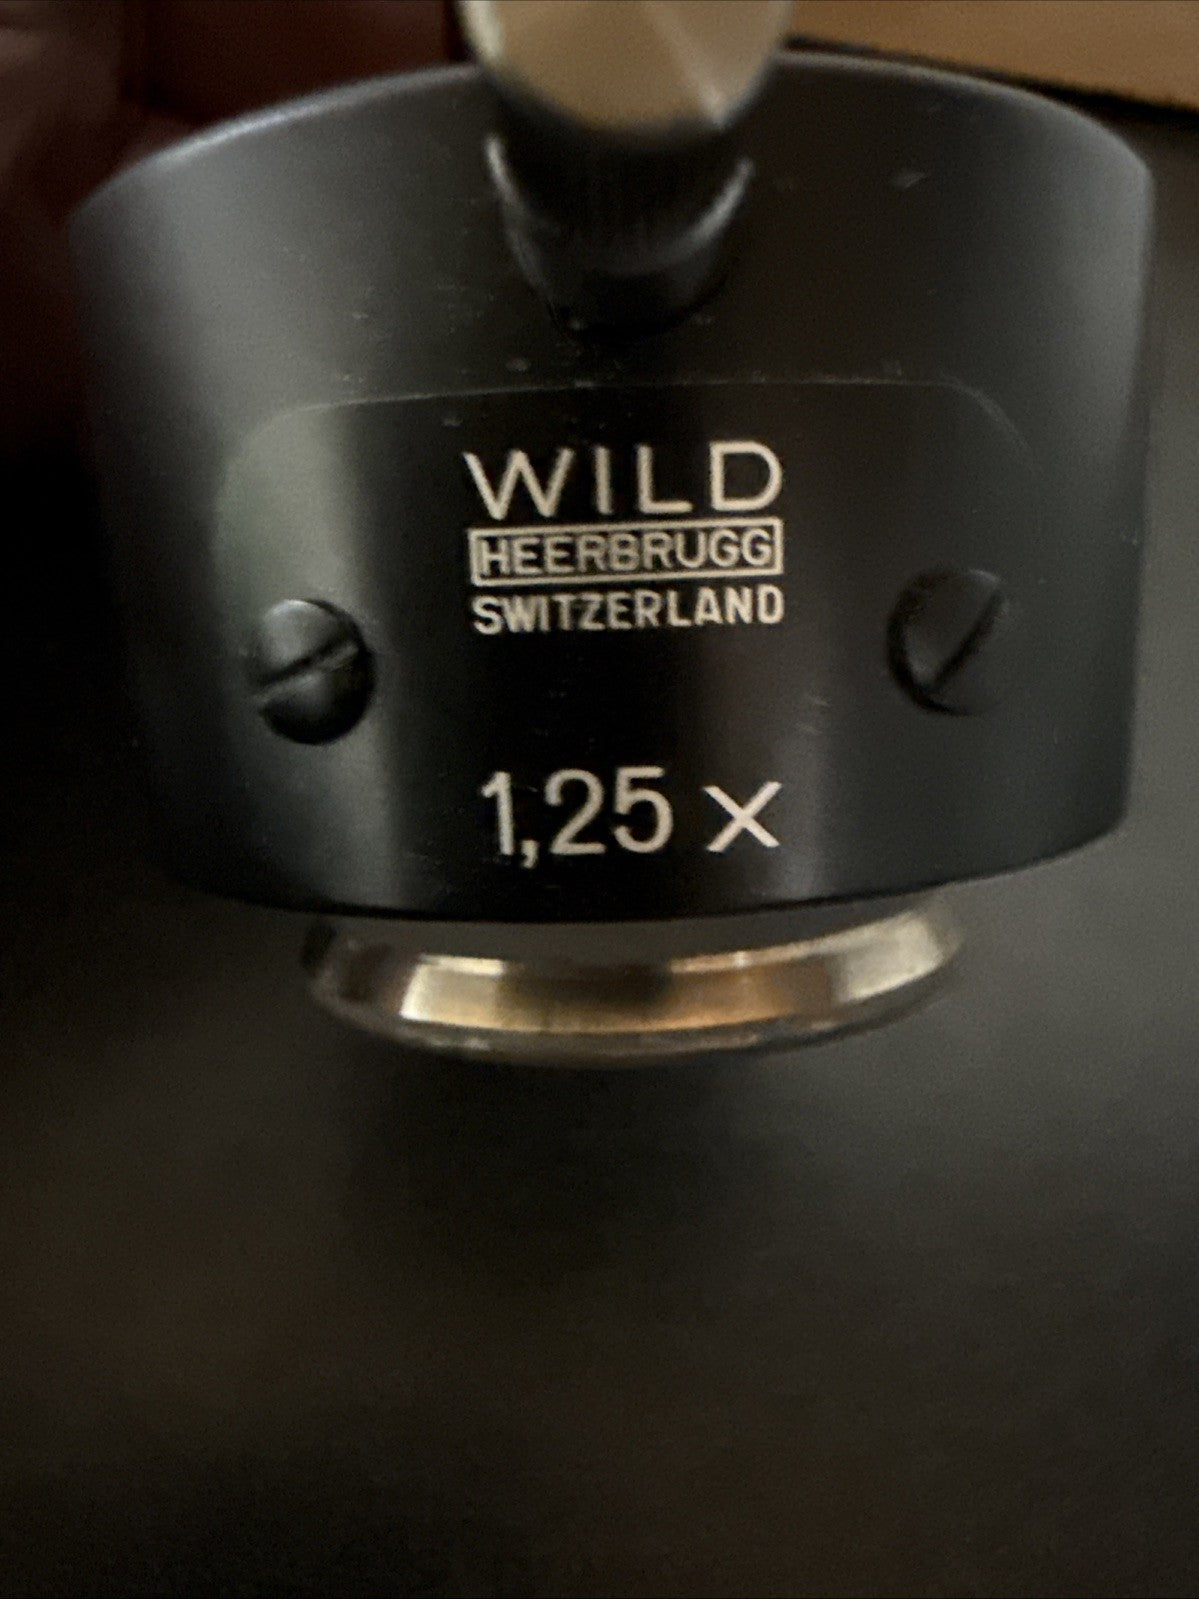 WILD
HEERBRUGG
SWITZERLAND
1,25 x